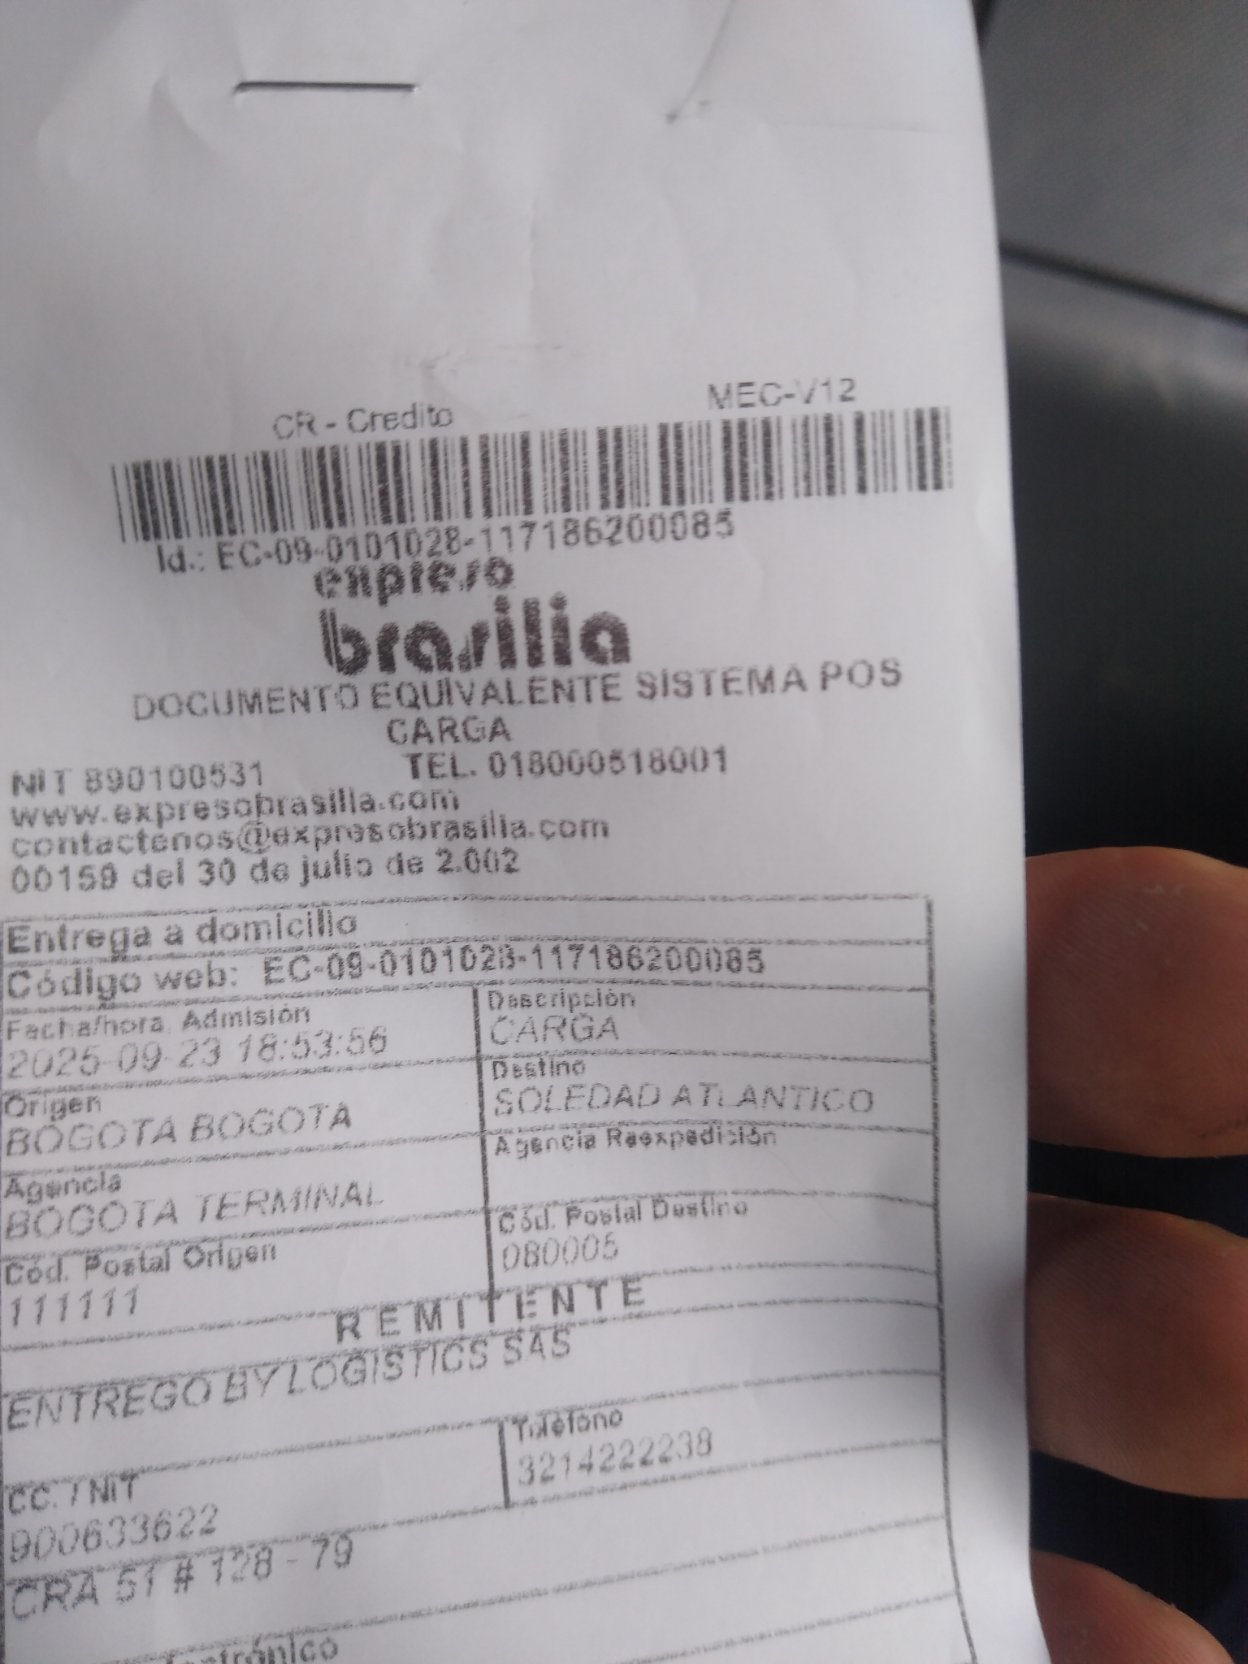 CR - Credito MEC-V12
Id.: EC-09-0101028-117186200085
expreso
brasilia
DOCUMENTO EQUIVALENTE SISTEMA POS
CARGA
NIT 890100531 TEL. 018000518001
www.expresobrasilia.com
contactenos@expresobrasilia.com
00159 del 30 de julio de 2.002
Entrega a domicilio
Código web: EC-09-0101028-117186200085
Fecha/hora Admisión Descripción
2025-09-23 18:53:56 CARGA
Origen Destino
BOGOTA BOGOTA SOLEDAD ATLANTICO
Agencia Agencia Reexpedición
BOGOTA TERMINAL
Cód. Postal Origen Cód. Postal Destino
111111 080005
REMITENTE
ENTREGO BY LOGISTICS SAS
CC. / NIT Teléfono
900633622 3214222238
CRA 51 # 128 - 79